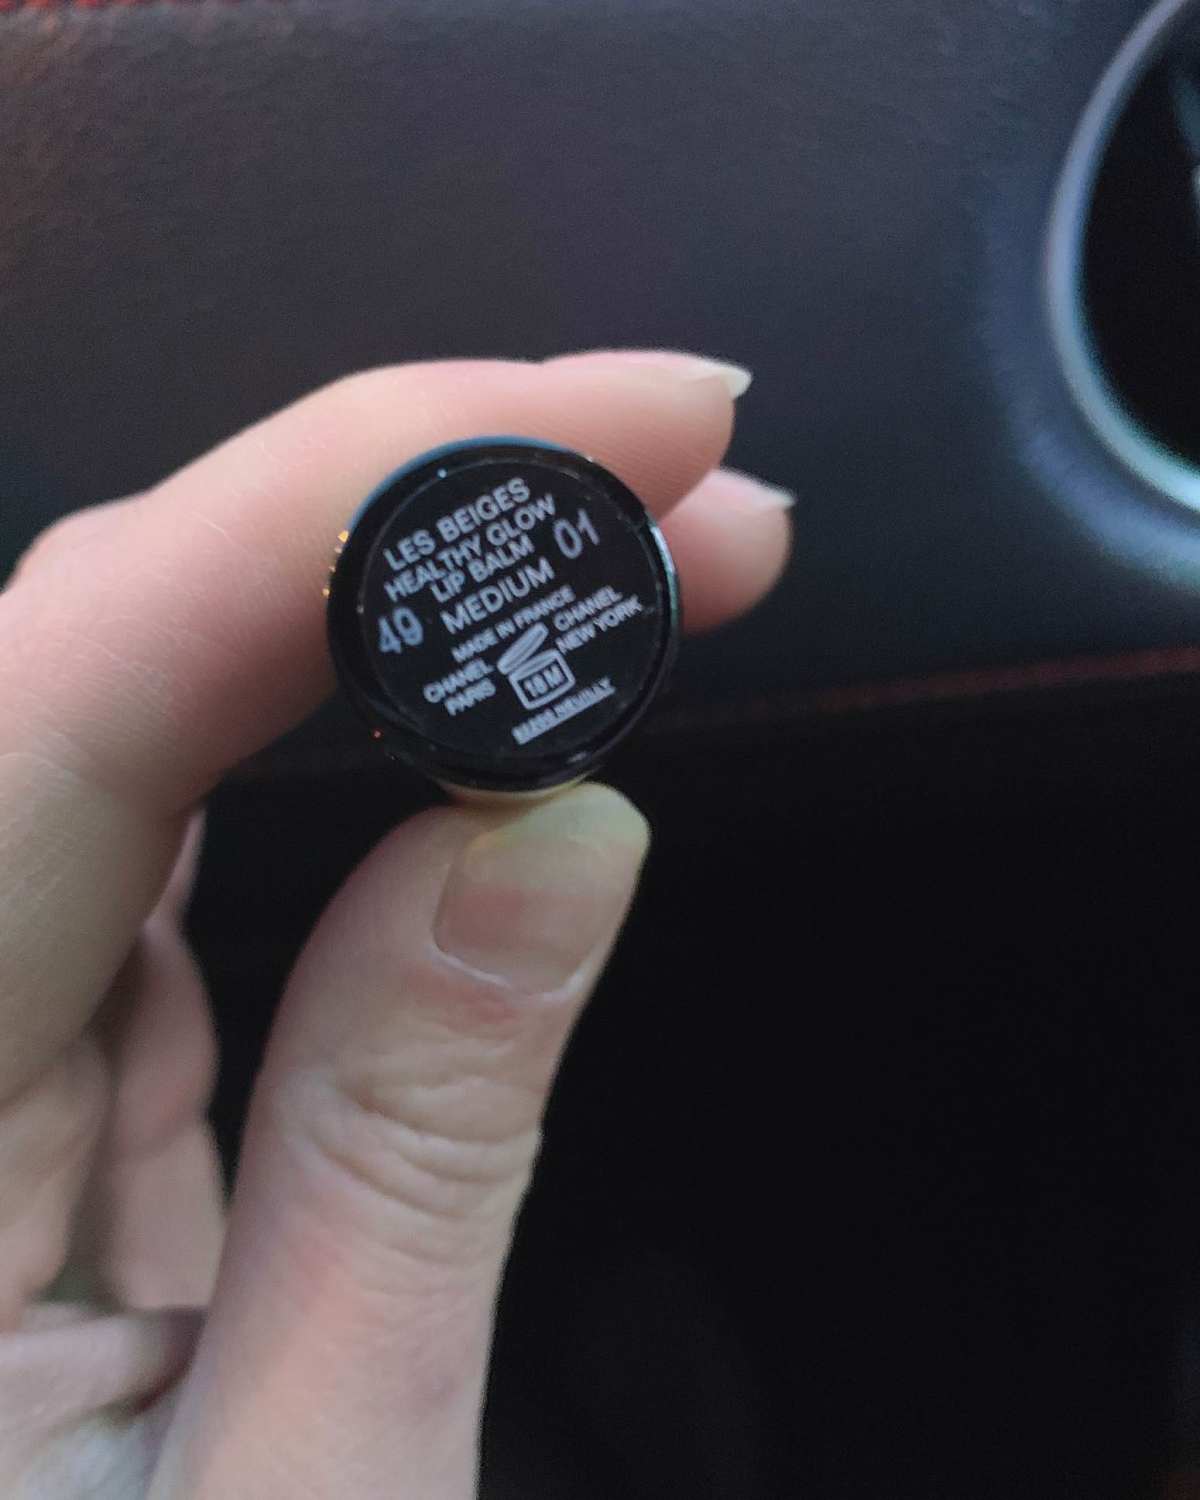 LES BEIGES
HEALTHY GLOW
LIP BALM
49 MEDIUM 01
MADE IN FRANCE
CHANEL CHANEL
PARIS NEW YORK
18M